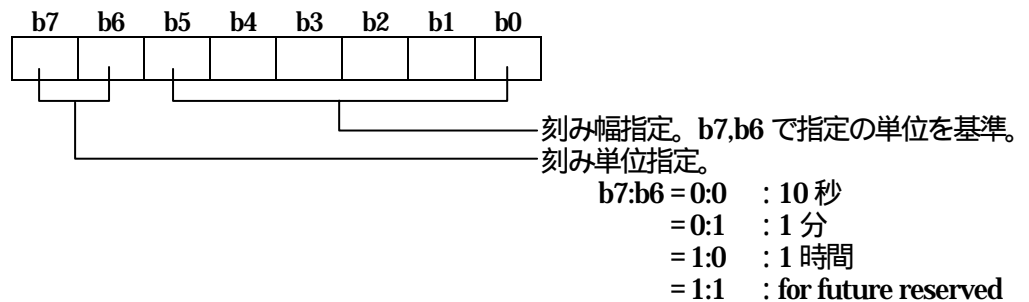 b7 b6 b5 b4 b3 b2 b1 b0
刻み幅指定。b7,b6 で指定の単位を基準。
刻み単位指定。
b7:b6 = 0:0 : 10 秒
= 0:1 : 1 分
= 1:0 : 1 時間
= 1:1 : for future reserved